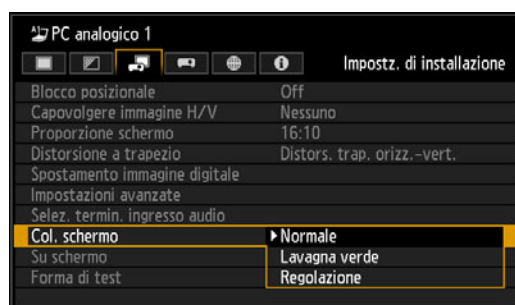 PC analogico 1
Impostz. di installazione
Blocco posizionale Off
Capovolgere immagine H/V Nessuno
Proporzione schermo 16:10
Distorsione a trapezio Distors. trap. orizz.-vert.
Spostamento immagine digitale
Impostazioni avanzate
Selez. termin. ingresso audio
Col. schermo Normale
Lavagna verde
Su schermo
Regolazione
Forma di test